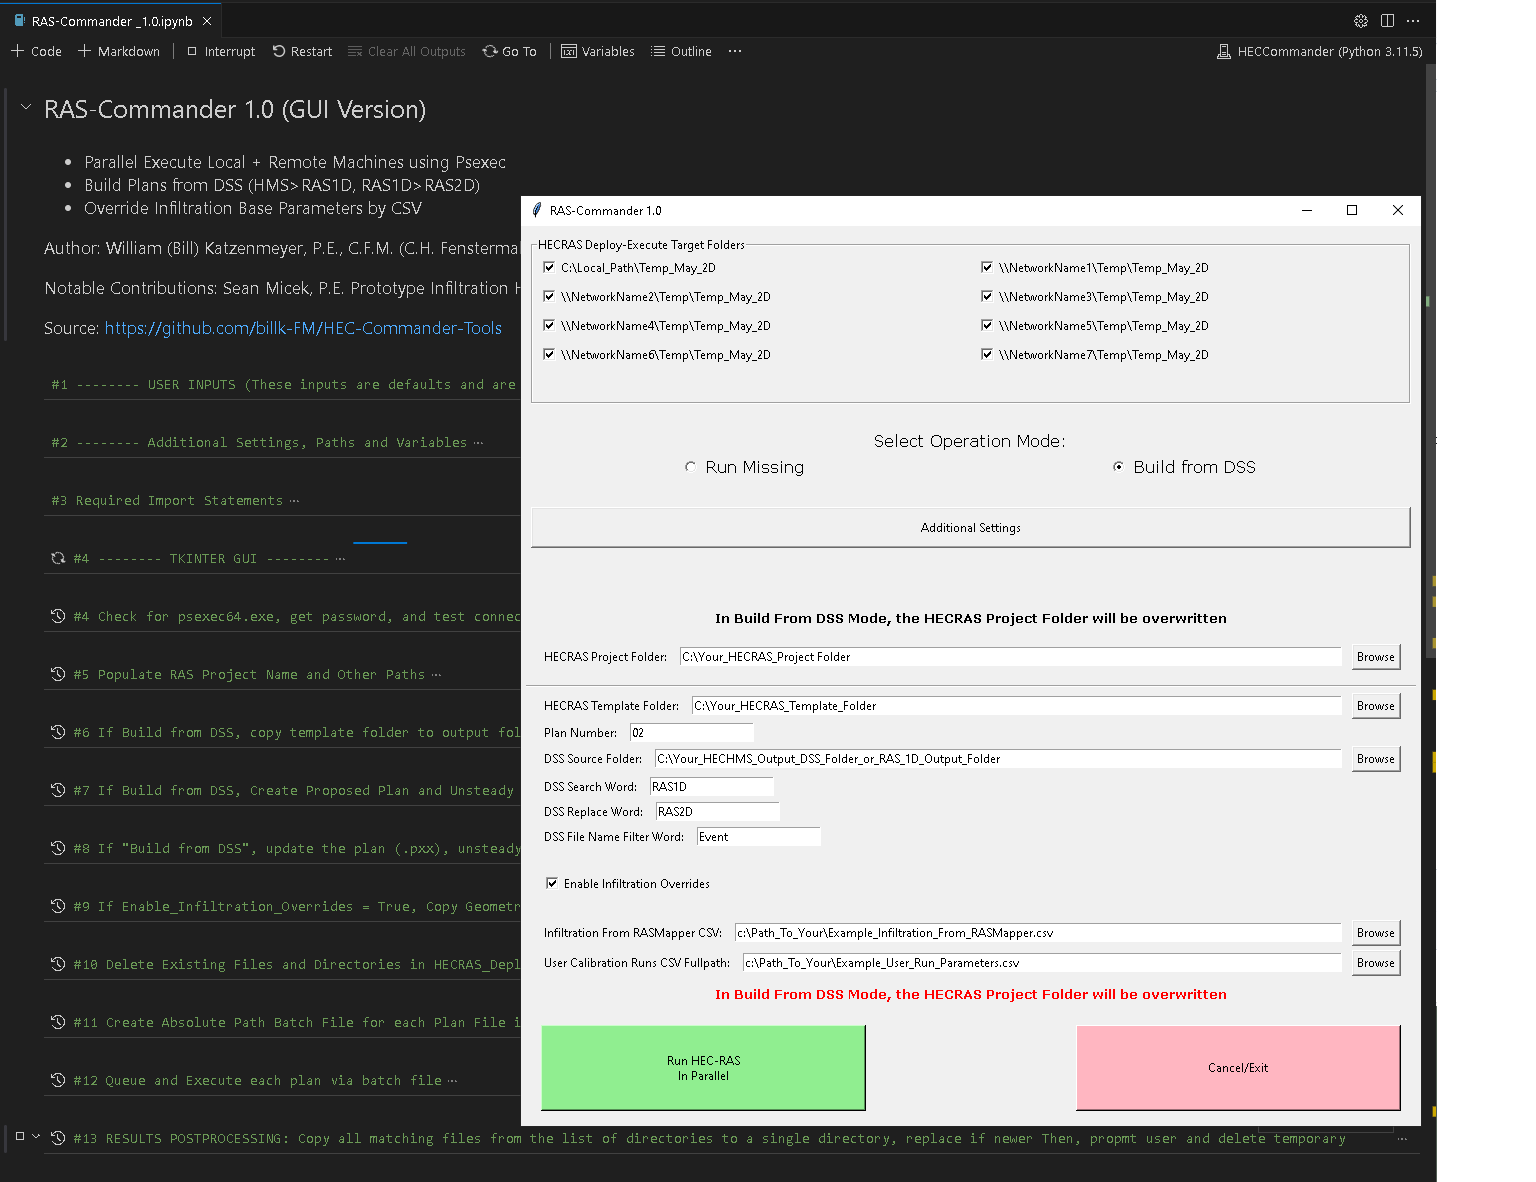 RAS-Commander _1.0.ipynb
Code
Markdown
Interrupt
Restart
Clear All Outputs
Go To
Variables
Outline
HECCommander (Python 3.11.5)
RAS-Commander 1.0 (GUI Version)
• Parallel Execute Local + Remote Machines using Psexec
• Build Plans from DSS (HMS>RAS1D, RAS1D>RAS2D)
• Override Infiltration Base Parameters by CSV
Author: William (Bill) Katzenmeyer, P.E., C.F.M. (C.H. Fenstermal
Notable Contributions: Sean Micek, P.E. Prototype Infiltration H
Source: https://github.com/billk-FM/HEC-Commander-Tools
#1 -------- USER INPUTS (These inputs are defaults and are
#2 -------- Additional Settings, Paths and Variables ···
#3 Required Import Statements ···
#4 -------- TKINTER GUI -------- ···
#4 Check for psexec64.exe, get password, and test connec
#5 Populate RAS Project Name and Other Paths ···
#6 If Build from DSS, copy template folder to output fol
#7 If Build from DSS, Create Proposed Plan and Unsteady
#8 If "Build from DSS", update the plan (.pxx), unsteady
#9 If Enable_Infiltration_Overrides = True, Copy Geometr
#10 Delete Existing Files and Directories in HECRAS_Depl
#11 Create Absolute Path Batch File for each Plan File i
#12 Queue and Execute each plan via batch file ···
#13 RESULTS POSTPROCESSING: Copy all matching files from the list of directories to a single directory, replace if newer Then, propmt user and delete temporary ···
RAS-Commander 1.0
HECRAS Deploy-Execute Target Folders
C:\Local_Path\Temp_May_2D
\\NetworkName1\Temp\Temp_May_2D
\\NetworkName2\Temp\Temp_May_2D
\\NetworkName3\Temp\Temp_May_2D
\\NetworkName4\Temp\Temp_May_2D
\\NetworkName5\Temp\Temp_May_2D
\\NetworkName6\Temp\Temp_May_2D
\\NetworkName7\Temp\Temp_May_2D
Select Operation Mode:
Run Missing
Build from DSS
Additional Settings
In Build From DSS Mode, the HECRAS Project Folder will be overwritten
HECRAS Project Folder: C:\Your_HECRAS_Project Folder Browse
HECRAS Template Folder: C:\Your_HECRAS_Template_Folder Browse
Plan Number: 02
DSS Source Folder: C:\Your_HECHMS_Output_DSS_Folder_or_RAS_1D_Output_Folder Browse
DSS Search Word: RAS1D
DSS Replace Word: RAS2D
DSS File Name Filter Word: Event
Enable Infiltration Overrides
Infiltration From RASMapper CSV: c:\Path_To_Your\Example_Infiltration_From_RASMapper.csv Browse
User Calibration Runs CSV Fullpath: c:\Path_To_Your\Example_User_Run_Parameters.csv Browse
In Build From DSS Mode, the HECRAS Project Folder will be overwritten
Run HEC-RAS
In Parallel
Cancel/Exit